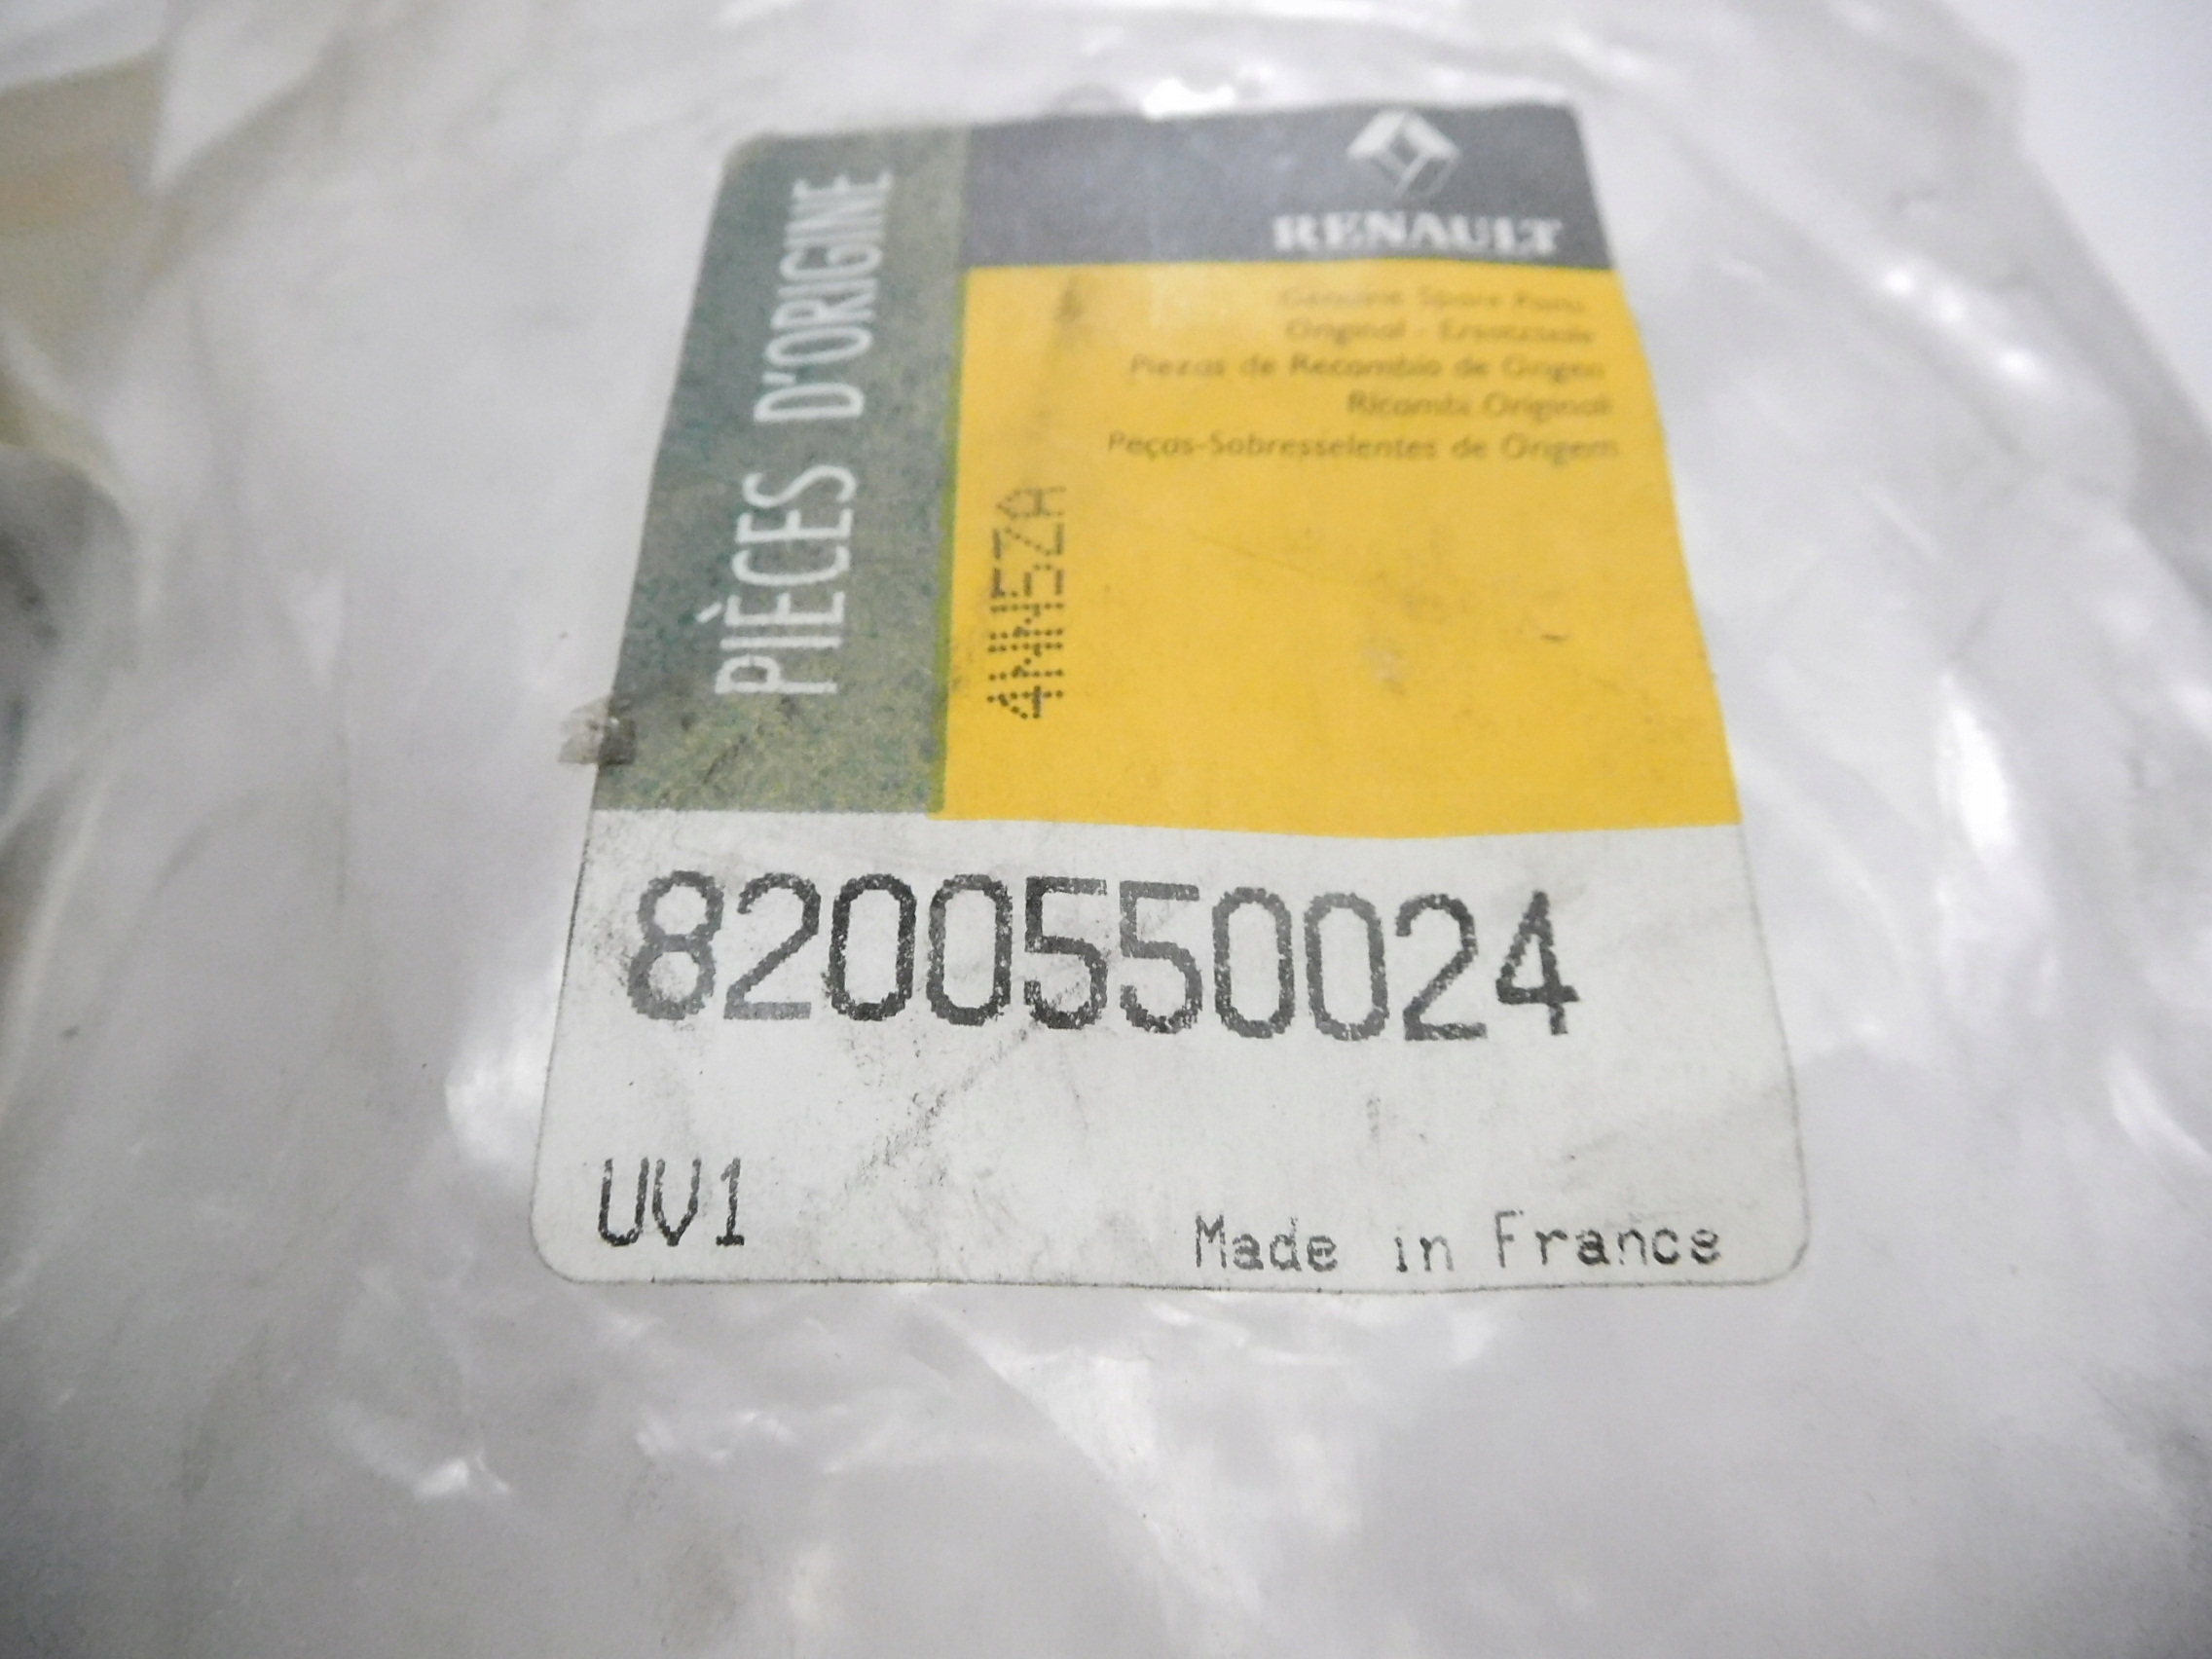 PIÈCES D'ORIGINE
RENAULT
Genuine Spare Parts
Original - Ersatzteile
Piezas de Recambio de Origen
Ricambi Originali
Peças-Sobresselentes de Origem
8200550024
UV1
Made in France